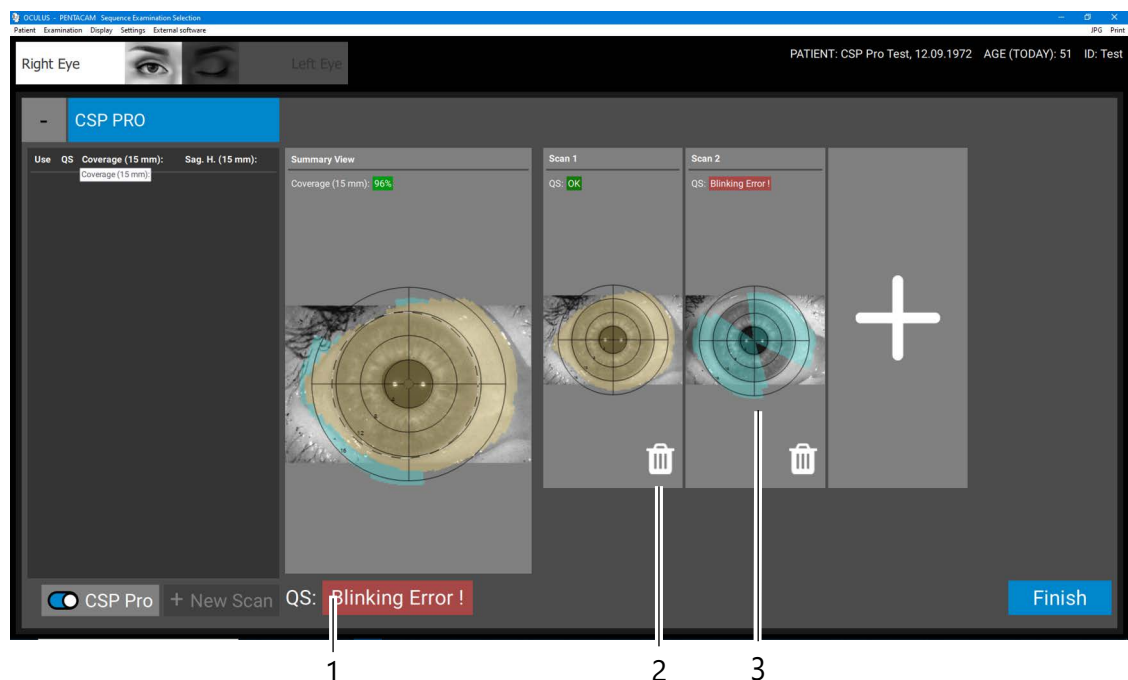 OCULUS - PENTACAM Sequence Examination Selection
Patient Examination Display Settings External software JPG Print
Right Eye Left Eye PATIENT: CSP Pro Test, 12.09.1972 AGE (TODAY): 51 ID: Test
- CSP PRO
Use QS Coverage (15 mm): Sag. H. (15 mm):
Coverage (15 mm):
Summary View
Coverage (15 mm): 96%
Scan 1
QS: OK
Scan 2
QS: Blinking Error !
CSP Pro + New Scan QS: Blinking Error ! Finish
1 2 3